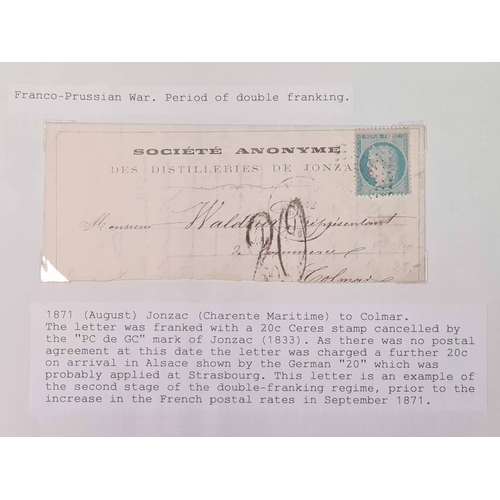 Franco-Prussian War. Period of double franking.
SOCIÉTÉ ANONYME
DES DISTILLERIES DE JONZAC
Monsieur Waldner, représentant
de Commerce
20
Colmar
1871 (August) Jonzac (Charente Maritime) to Colmar.
The letter was franked with a 20c Ceres stamp cancelled by
the "PC de GC" mark of Jonzac (1833). As there was no postal
agreement at this date the letter was charged a further 20c
on arrival in Alsace shown by the German "20" which was
probably applied at Strasbourg. This letter is an example of
the second stage of the double-franking regime, prior to the
increase in the French postal rates in September 1871.